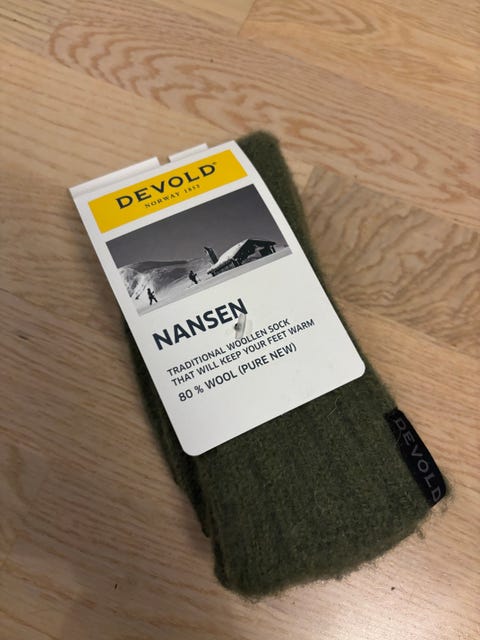 DEVOLD®
NORWAY 1853
NANSEN
TRADITIONAL WOOLLEN SOCK
THAT WILL KEEP YOUR FEET WARM
80 % WOOL (PURE NEW)
DEVOLD